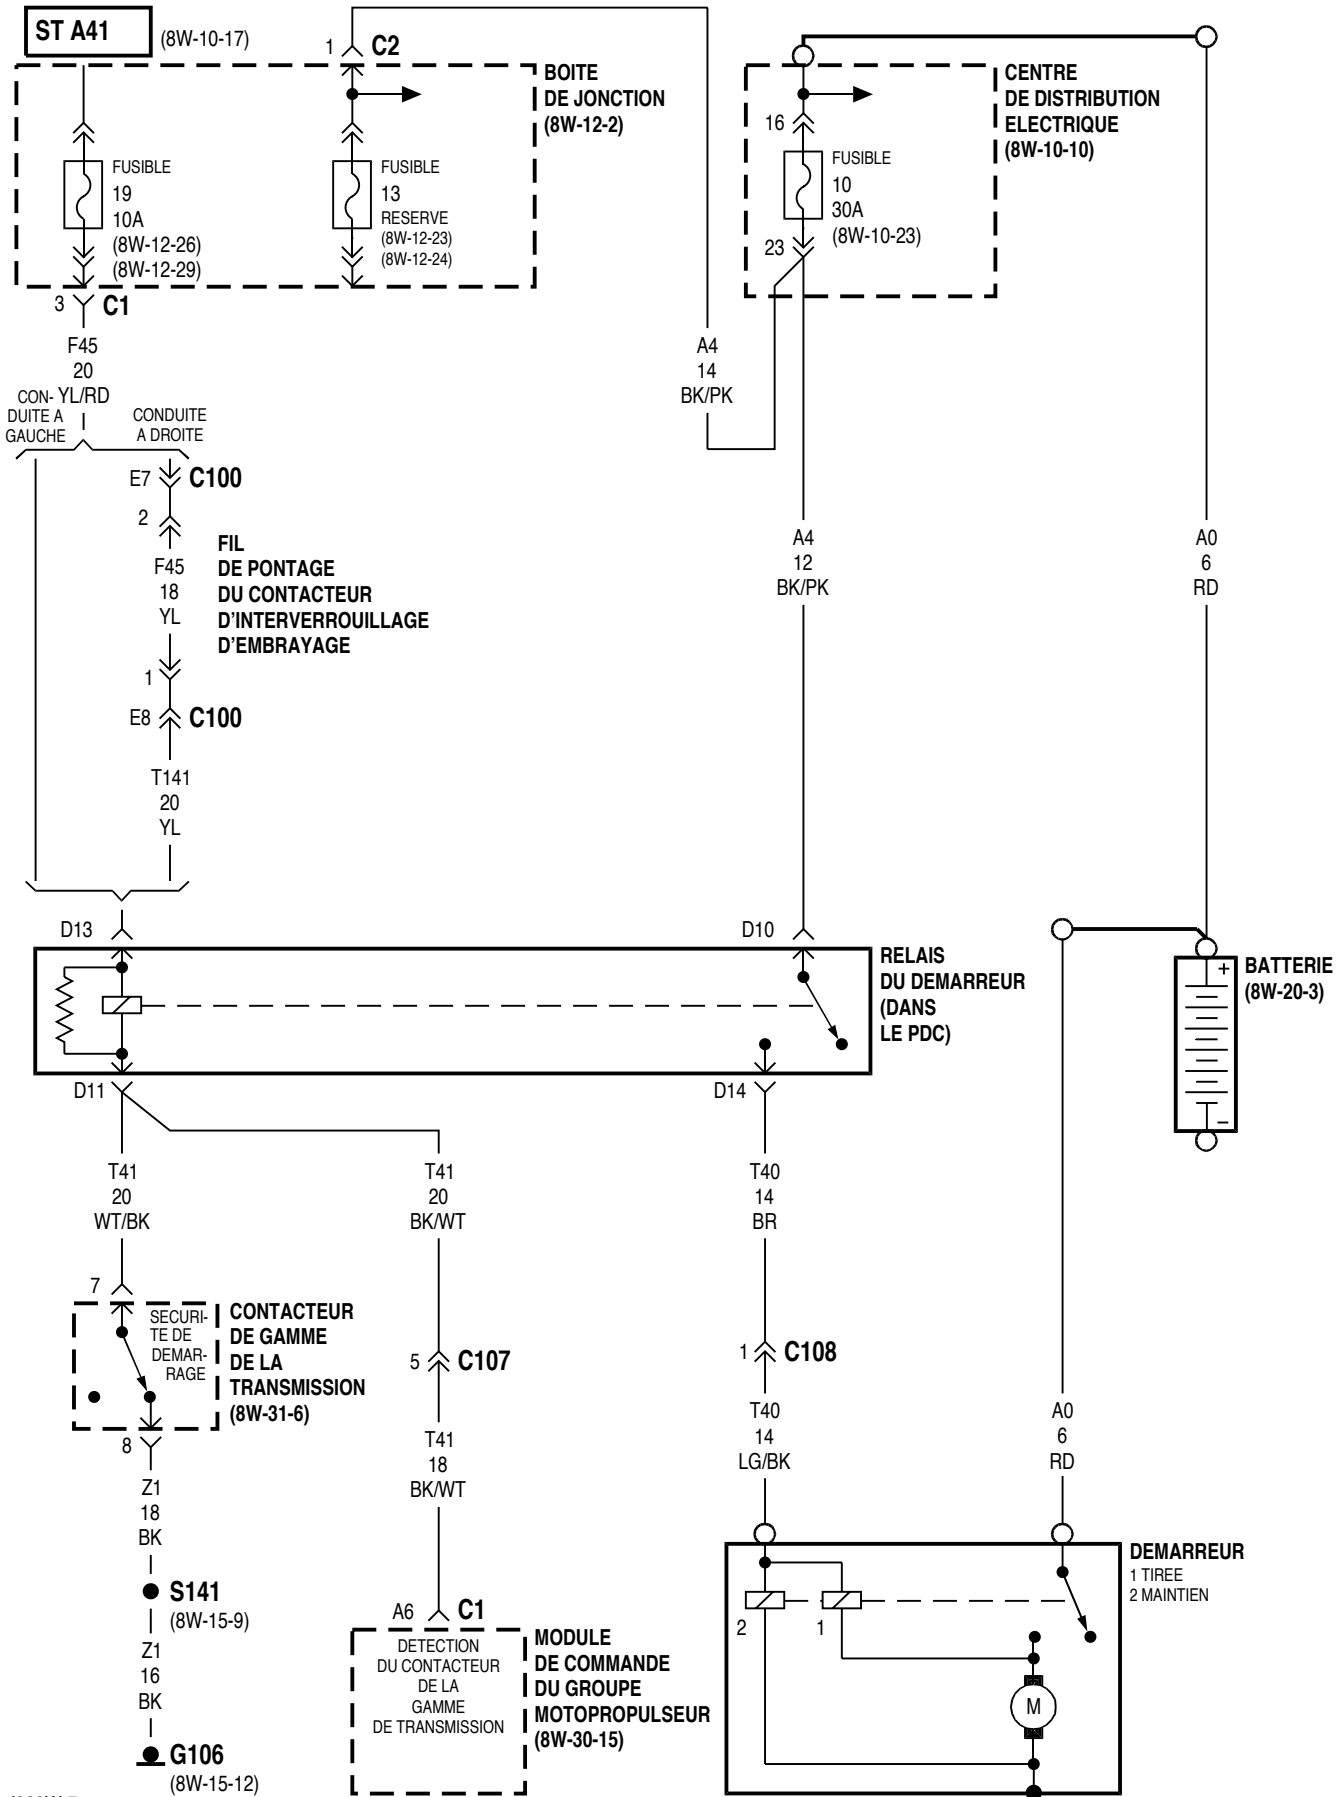 ST A41
(8W-10-17)
1
C2
BOITE
DE JONCTION
(8W-12-2)
FUSIBLE
19
10A
(8W-12-26)
(8W-12-29)
FUSIBLE
13
RESERVE
(8W-12-23)
(8W-12-24)
CENTRE
DE DISTRIBUTION
ELECTRIQUE
(8W-10-10)
16
FUSIBLE
10
30A
(8W-10-23)
23
3
C1
F45
20
YL/RD
CON-
DUITE A
GAUCHE
CONDUITE
A DROITE
A4
14
BK/PK
E7
C100
2
F45
18
YL
FIL
DE PONTAGE
DU CONTACTEUR
D'INTERVERROUILLAGE
D'EMBRAYAGE
1
E8
C100
T141
20
YL
A4
12
BK/PK
A0
6
RD
D13
D10
RELAIS
DU DEMARREUR
(DANS
LE PDC)
+
BATTERIE
(8W-20-3)
–
D11
D14
T41
20
WT/BK
T41
20
BK/WT
T40
14
BR
7
SECURI-
TE DE
DEMAR-
RAGE
CONTACTEUR
DE GAMME
DE LA
TRANSMISSION
(8W-31-6)
8
5
C107
1
C108
T41
18
BK/WT
T40
14
LG/BK
A0
6
RD
Z1
18
BK
S141
(8W-15-9)
Z1
16
BK
G106
(8W-15-12)
A6
C1
DETECTION
DU CONTACTEUR
DE LA
GAMME
DE TRANSMISSION
MODULE
DE COMMANDE
DU GROUPE
MOTOPROPULSEUR
(8W-30-15)
DEMARREUR
1 TIREE
2 MAINTIEN
2
1
M